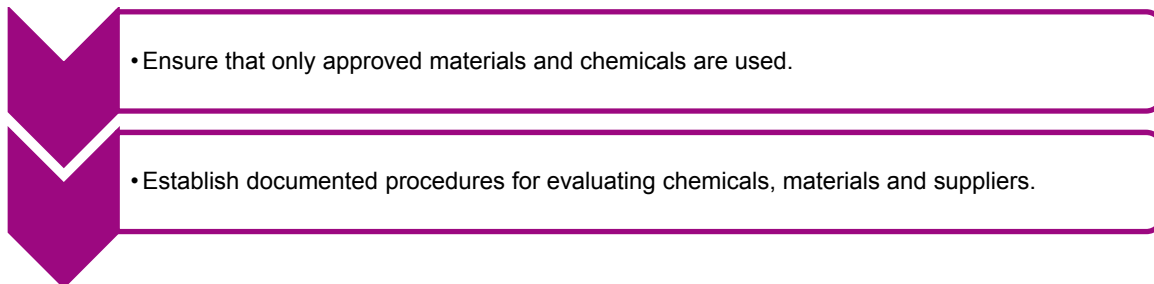 • Ensure that only approved materials and chemicals are used.
• Establish documented procedures for evaluating chemicals, materials and suppliers.